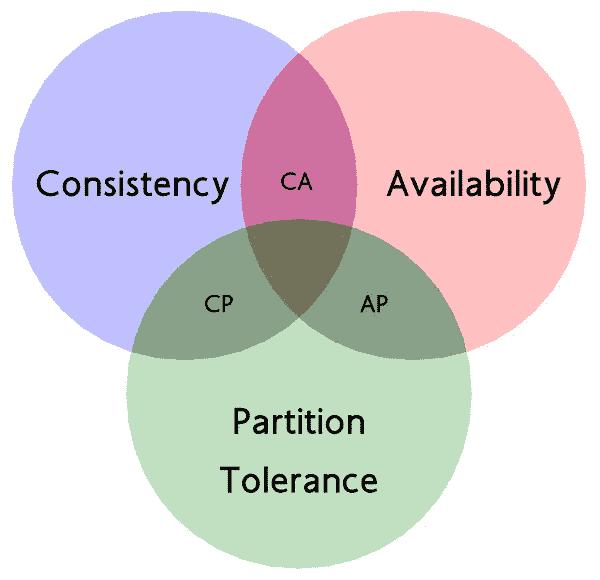 Consistency
CA
Availability
CP
AP
Partition
Tolerance